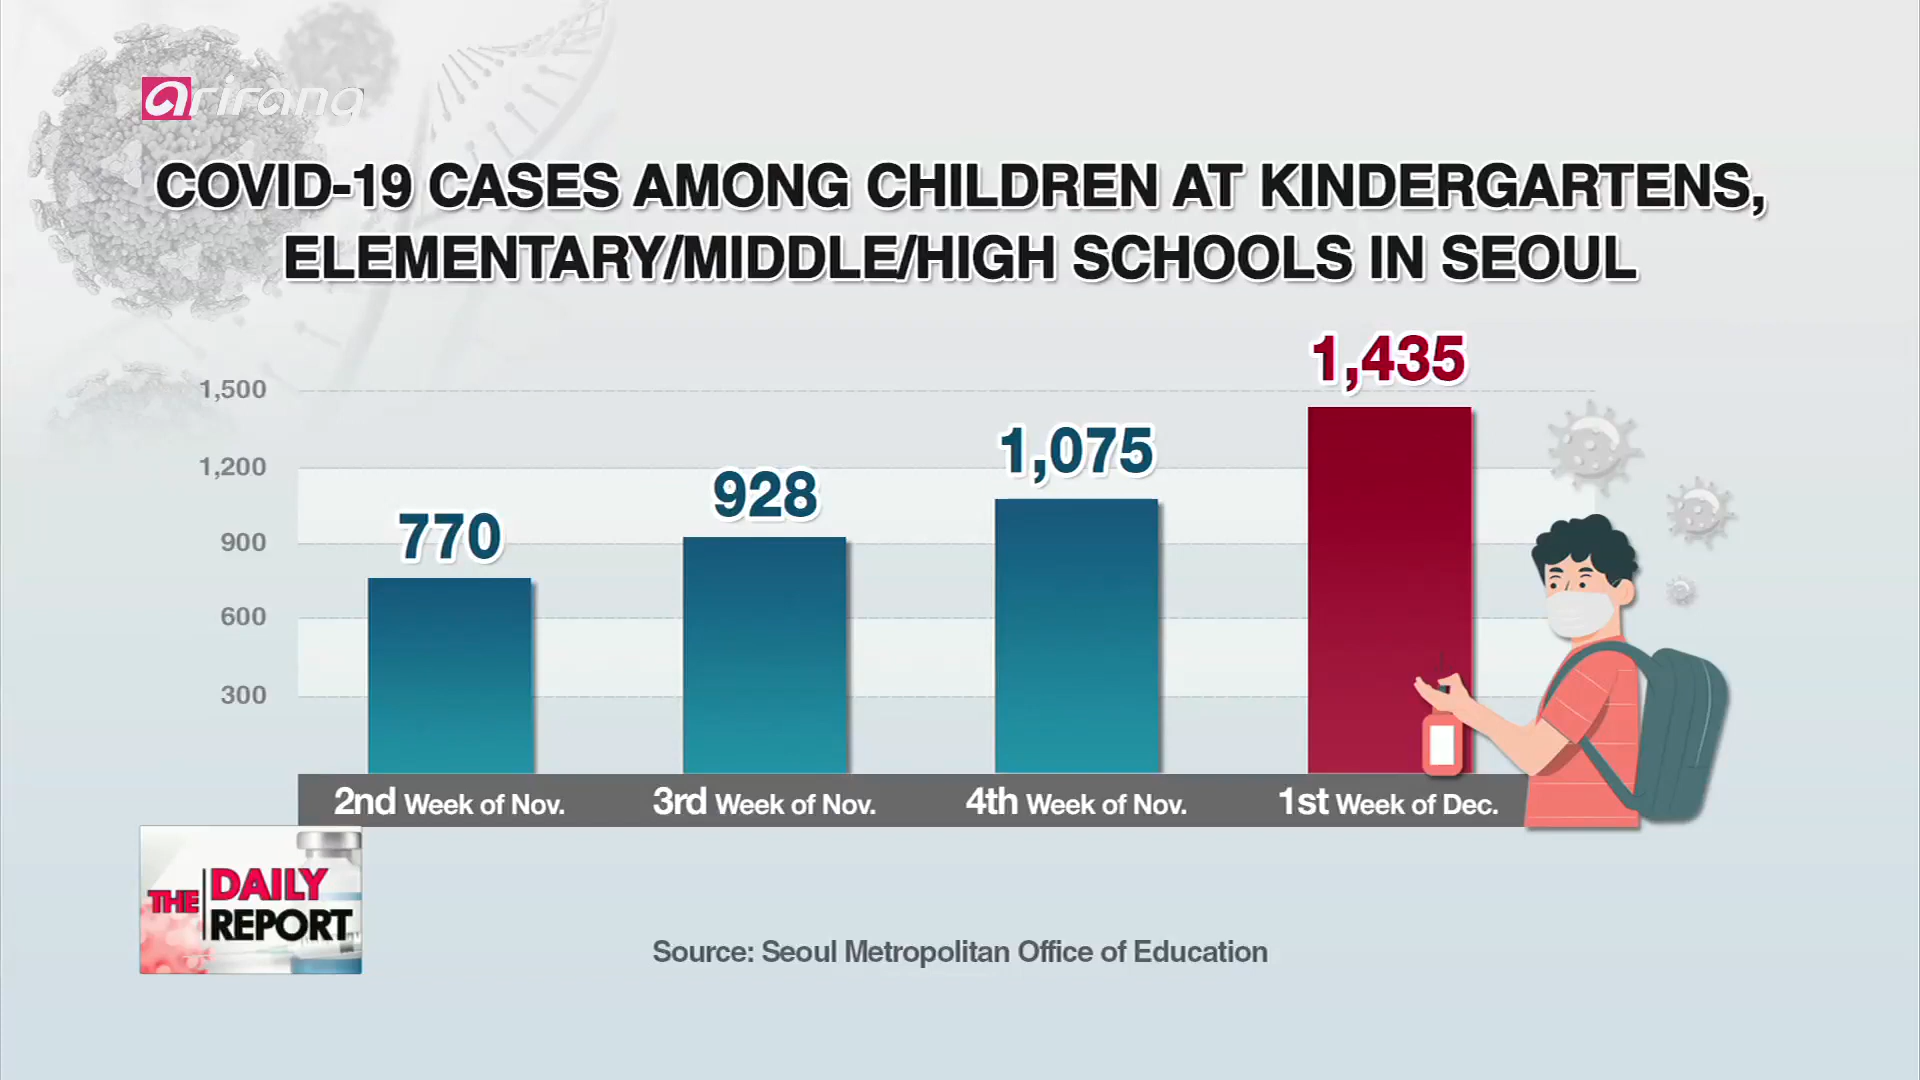 arirang
COVID-19 CASES AMONG CHILDREN AT KINDERGARTENS,
ELEMENTARY/MIDDLE/HIGH SCHOOLS IN SEOUL
1,500
1,200
900
600
300
770
928
1,075
1,435
2nd Week of Nov.
3rd Week of Nov.
4th Week of Nov.
1st Week of Dec.
THE DAILY
REPORT
Source: Seoul Metropolitan Office of Education